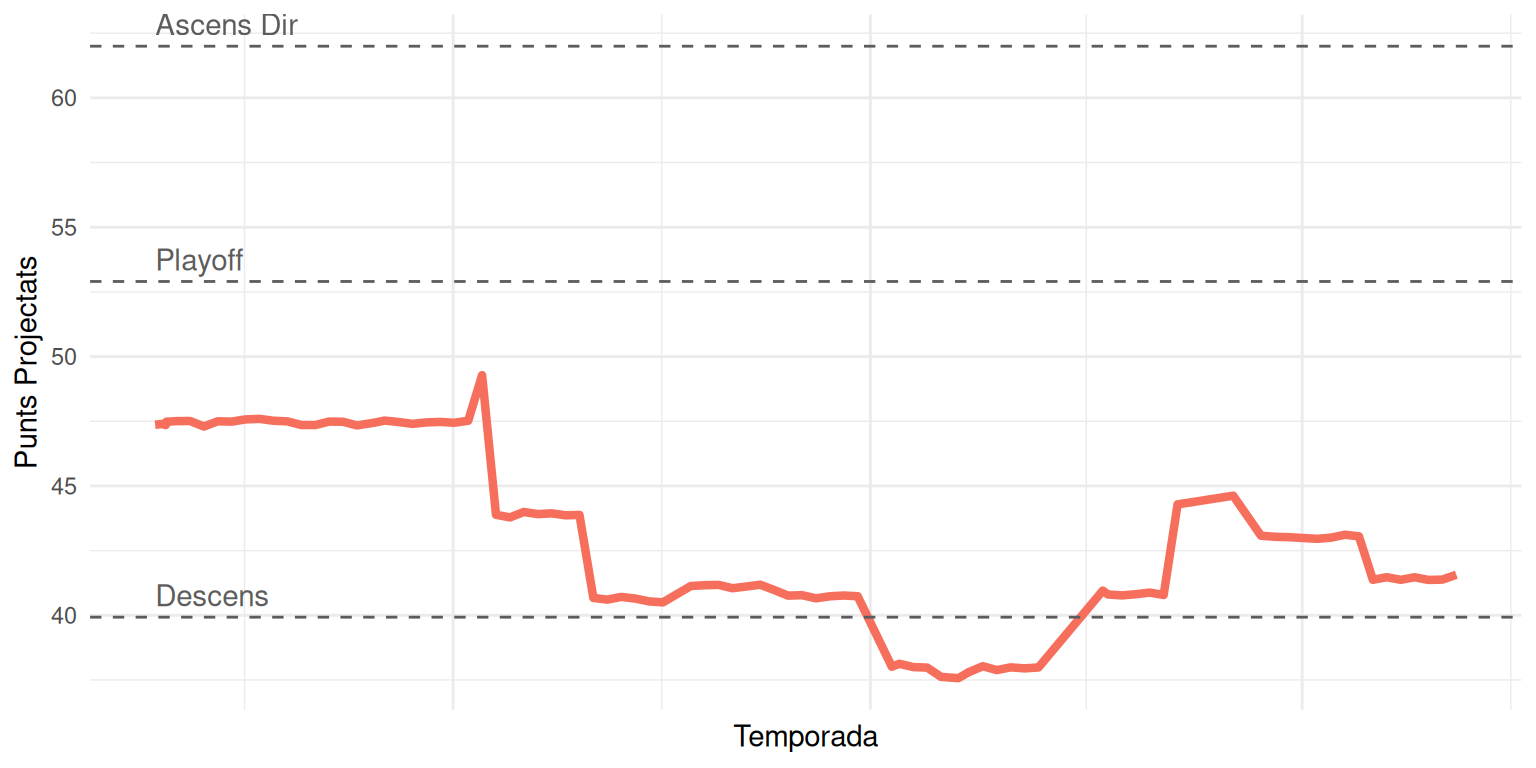 Ascens Dir
60
55
Playoff
50
45
Descens
40
Punts Projectats
Temporada